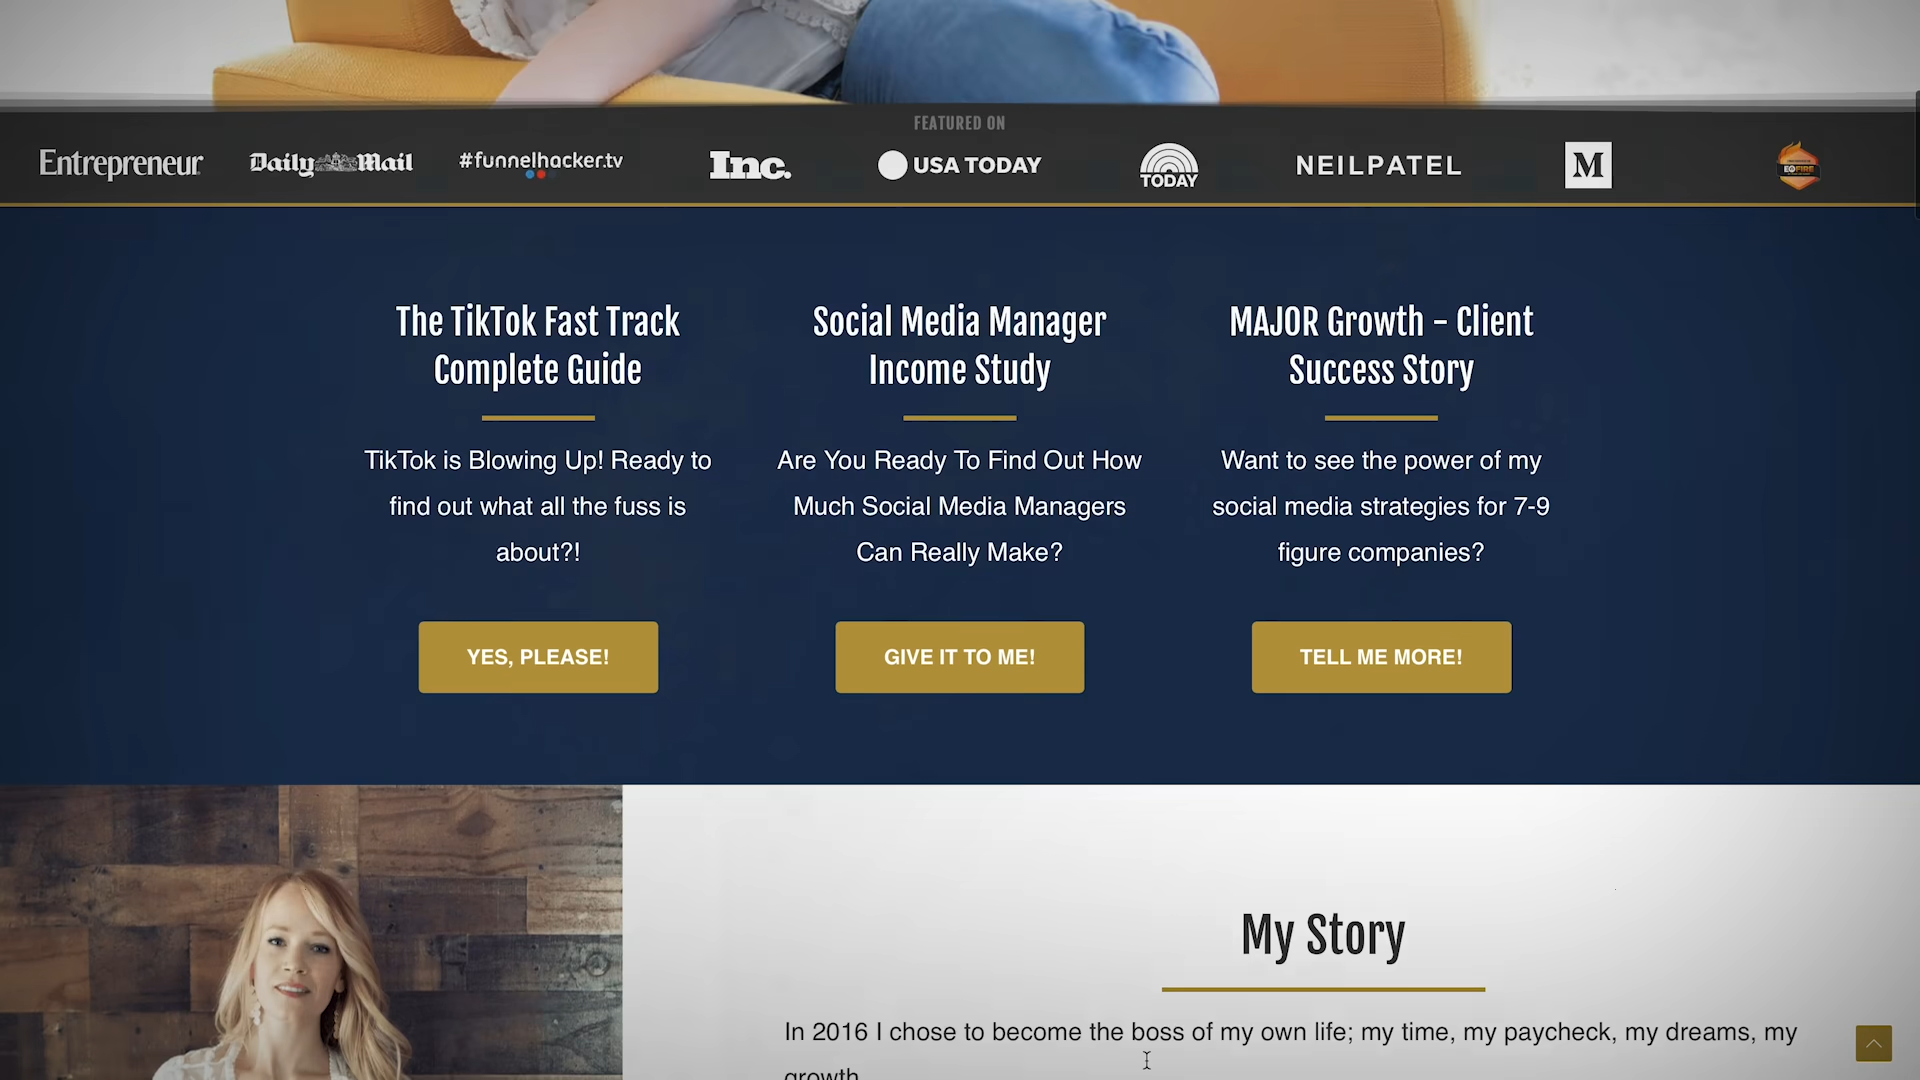 FEATURED ON
Entrepreneur
Daily Mail
#funnelhacker.tv
Inc.
USA TODAY
TODAY
NEILPATEL
M
EOFIRE
The TikTok Fast Track
Complete Guide
TikTok is Blowing Up! Ready to
find out what all the fuss is
about?!
YES, PLEASE!
Social Media Manager
Income Study
Are You Ready To Find Out How
Much Social Media Managers
Can Really Make?
GIVE IT TO ME!
MAJOR Growth - Client
Success Story
Want to see the power of my
social media strategies for 7-9
figure companies?
TELL ME MORE!
My Story
In 2016 I chose to become the boss of my own life; my time, my paycheck, my dreams, my
growth